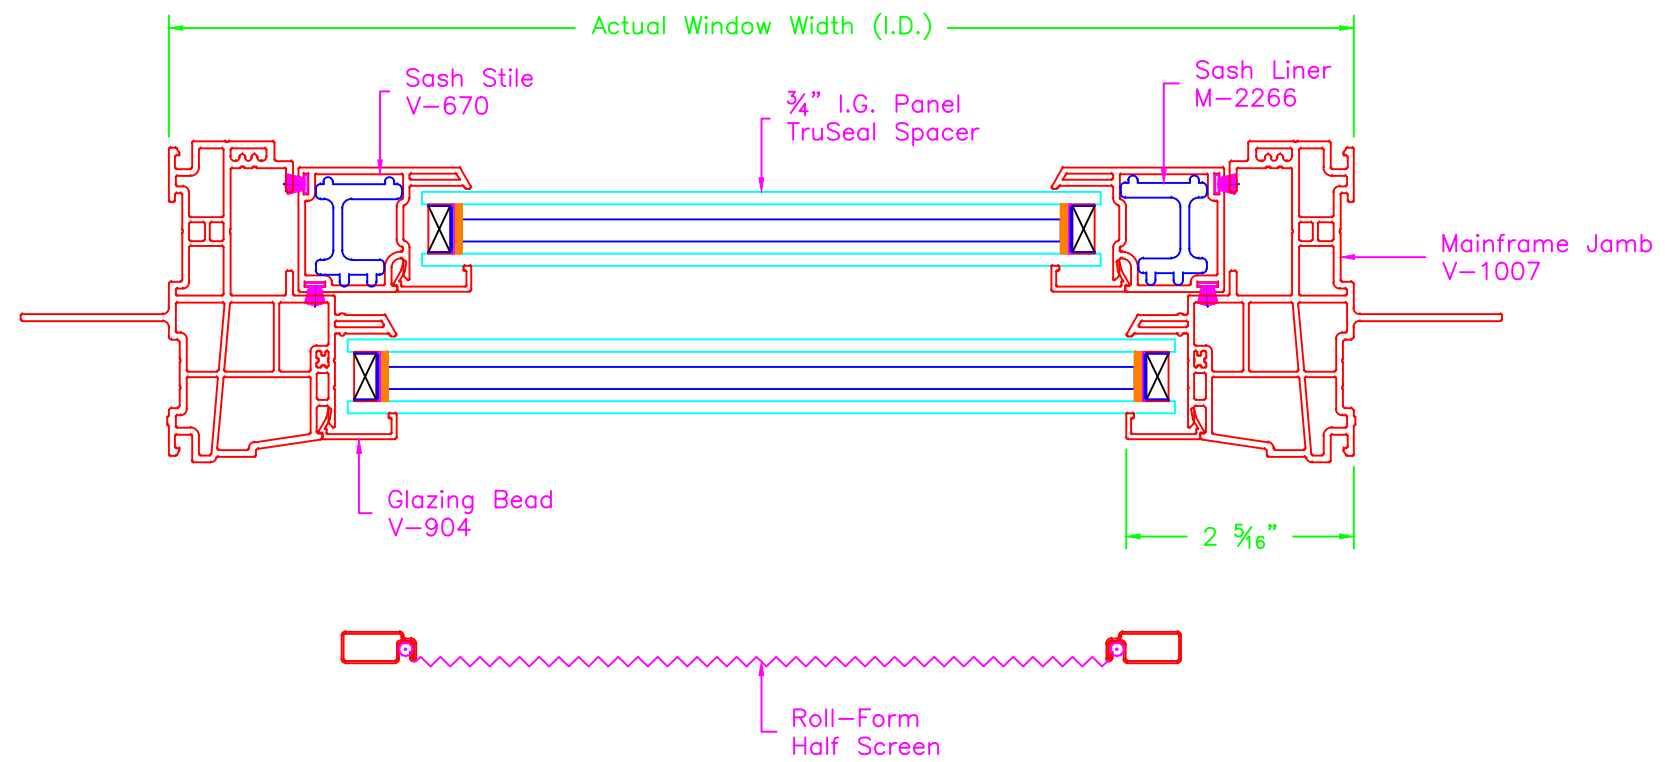 Actual Window Width (I.D.)
Sash Stile
V-670
¾" I.G. Panel
TruSeal Spacer
Sash Liner
M-2266
Mainframe Jamb
V-1007
Glazing Bead
V-904
2 5⁄16"
Roll-Form
Half Screen